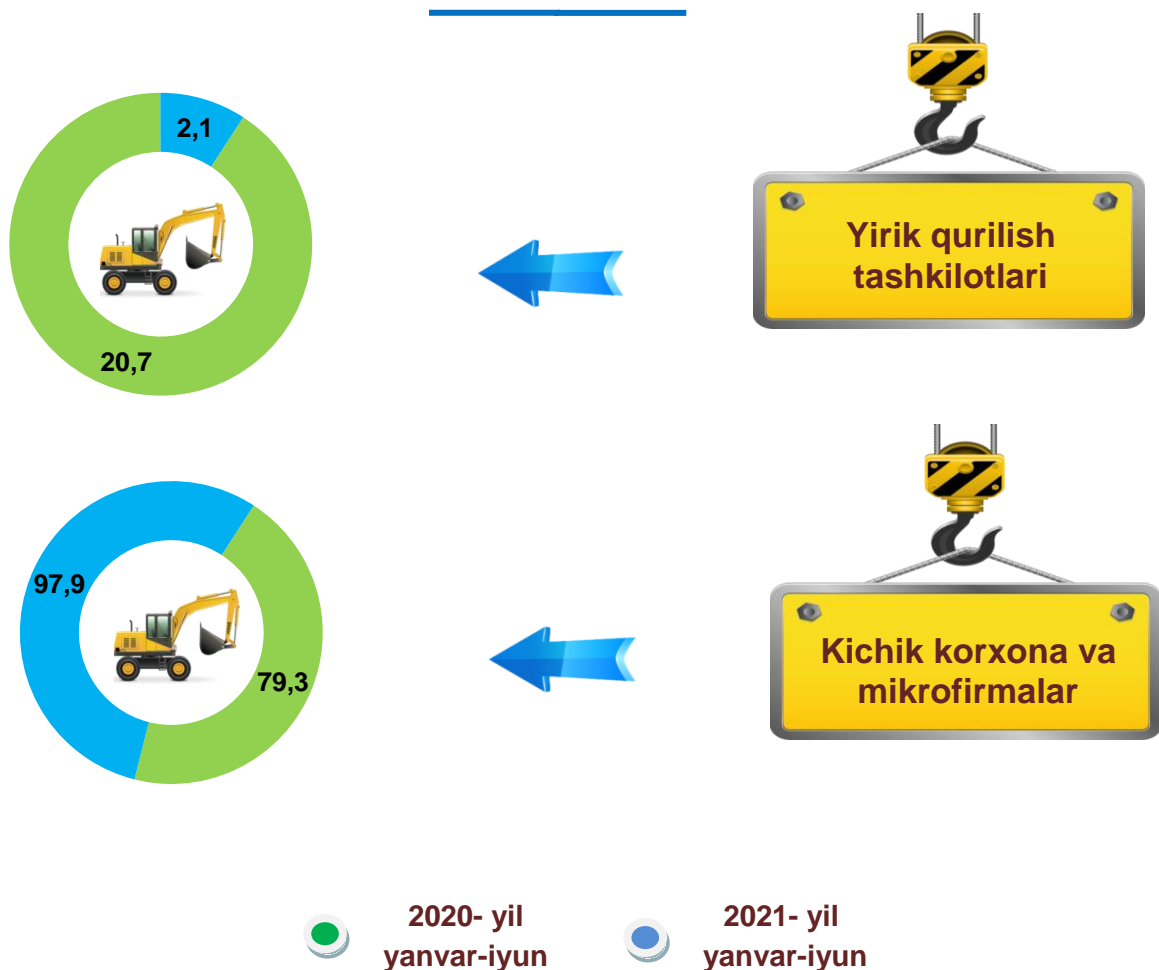 2,1
20,7
Yirik qurilish
tashkilotlari
97,9
79,3
Kichik korxona va
mikrofirmalar
2020- yil
yanvar-iyun
2021- yil
yanvar-iyun